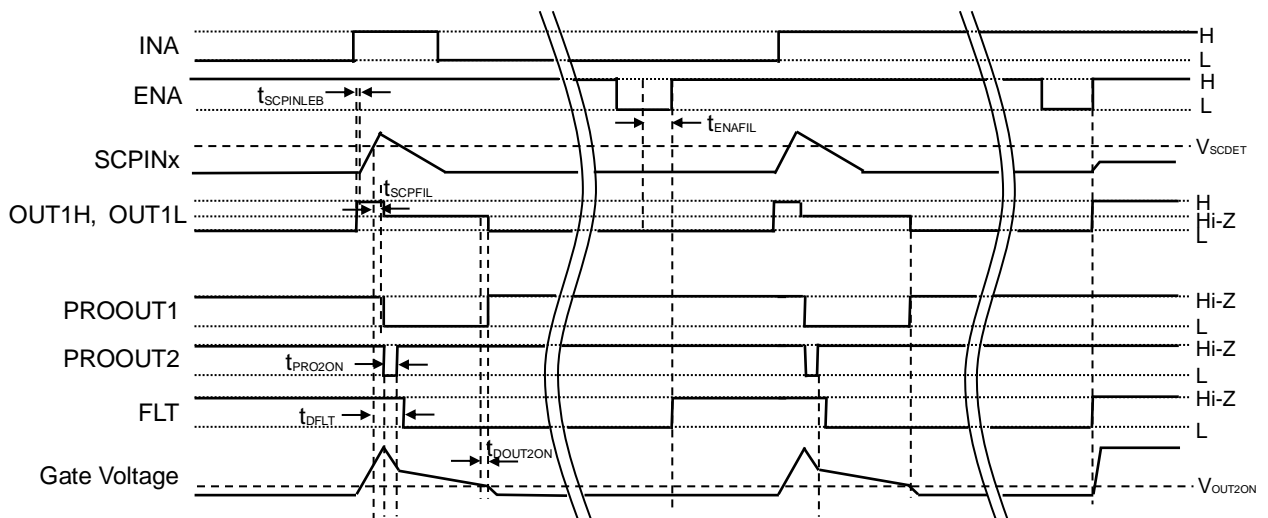 INA
H
L
ENA
H
L
tSCPINLEB
tENAFIL
SCPINx
VSCDET
tSCPFIL
OUT1H, OUT1L
H
Hi-Z
L
PROOUT1
Hi-Z
L
PROOUT2
Hi-Z
L
tPRO2ON
FLT
Hi-Z
L
tDFLT
tDOUT2ON
Gate Voltage
VOUT2ON